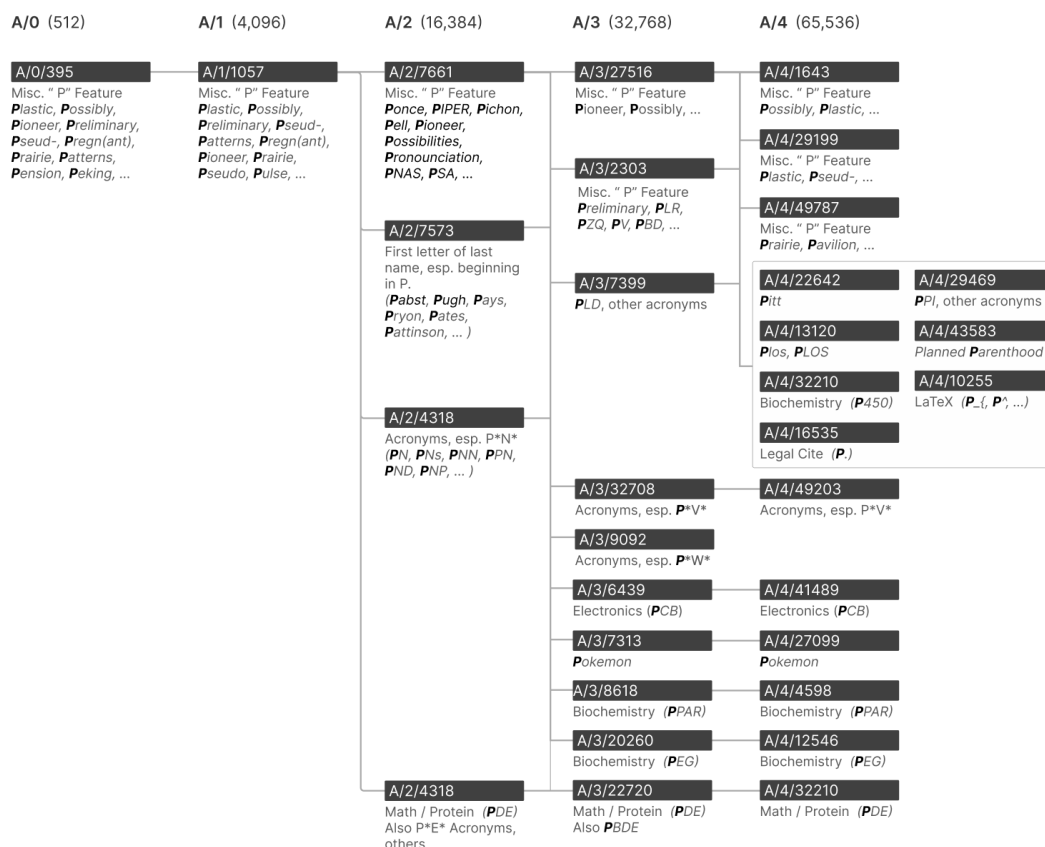 A/0 (512)
A/1 (4,096)
A/2 (16,384)
A/3 (32,768)
A/4 (65,536)
A/0/395
Misc. “ P” Feature
Plastic, Possibly,
Pioneer, Preliminary,
Pseud-, Pregn(ant),
Prairie, Patterns,
Pension, Peking, ...
A/1/1057
Misc. “ P” Feature
Plastic, Possibly,
Preliminary, Pseud-,
Patterns, Pregn(ant),
Pioneer, Prairie,
Pseudo, Pulse, ...
A/2/7661
Misc. “ P” Feature
Ponce, PIPER, Pichon,
Pell, Pioneer,
Possibilities,
Pronounciation,
PNAS, PSA, ...
A/2/7573
First letter of last
name, esp. beginning
in P.
(Pabst, Pugh, Pays,
Pryon, Pates,
Pattinson, ... )
A/2/4318
Acronyms, esp. P*N*
(PN, PNs, PNN, PPN,
PND, PNP, ... )
A/2/4318
Math / Protein (PDE)
Also P*E* Acronyms,
others
A/3/27516
Misc. “ P” Feature
Pioneer, Possibly, ...
A/3/2303
Misc. “ P” Feature
Preliminary, PLR,
PZQ, PV, PBD, ...
A/3/7399
PLD, other acronyms
A/3/32708
Acronyms, esp. P*V*
A/3/9092
Acronyms, esp. P*W*
A/3/6439
Electronics (PCB)
A/3/7313
Pokemon
A/3/8618
Biochemistry (PPAR)
A/3/20260
Biochemistry (PEG)
A/3/22720
Math / Protein (PDE)
Also PBDE
A/4/1643
Misc. “ P” Feature
Possibly, Plastic, ...
A/4/29199
Misc. “ P” Feature
Plastic, Pseud-, ...
A/4/49787
Misc. “ P” Feature
Prairie, Pavilion, ...
A/4/22642
Pitt
A/4/13120
Plos, PLOS
A/4/32210
Biochemistry (P450)
A/4/16535
Legal Cite (P.)
A/4/29469
PPI, other acronyms
A/4/43583
Planned Parenthood
A/4/10255
LaTeX (P_{, P^, ...)
A/4/49203
Acronyms, esp. P*V*
A/4/41489
Electronics (PCB)
A/4/27099
Pokemon
A/4/4598
Biochemistry (PPAR)
A/4/12546
Biochemistry (PEG)
A/4/32210
Math / Protein (PDE)